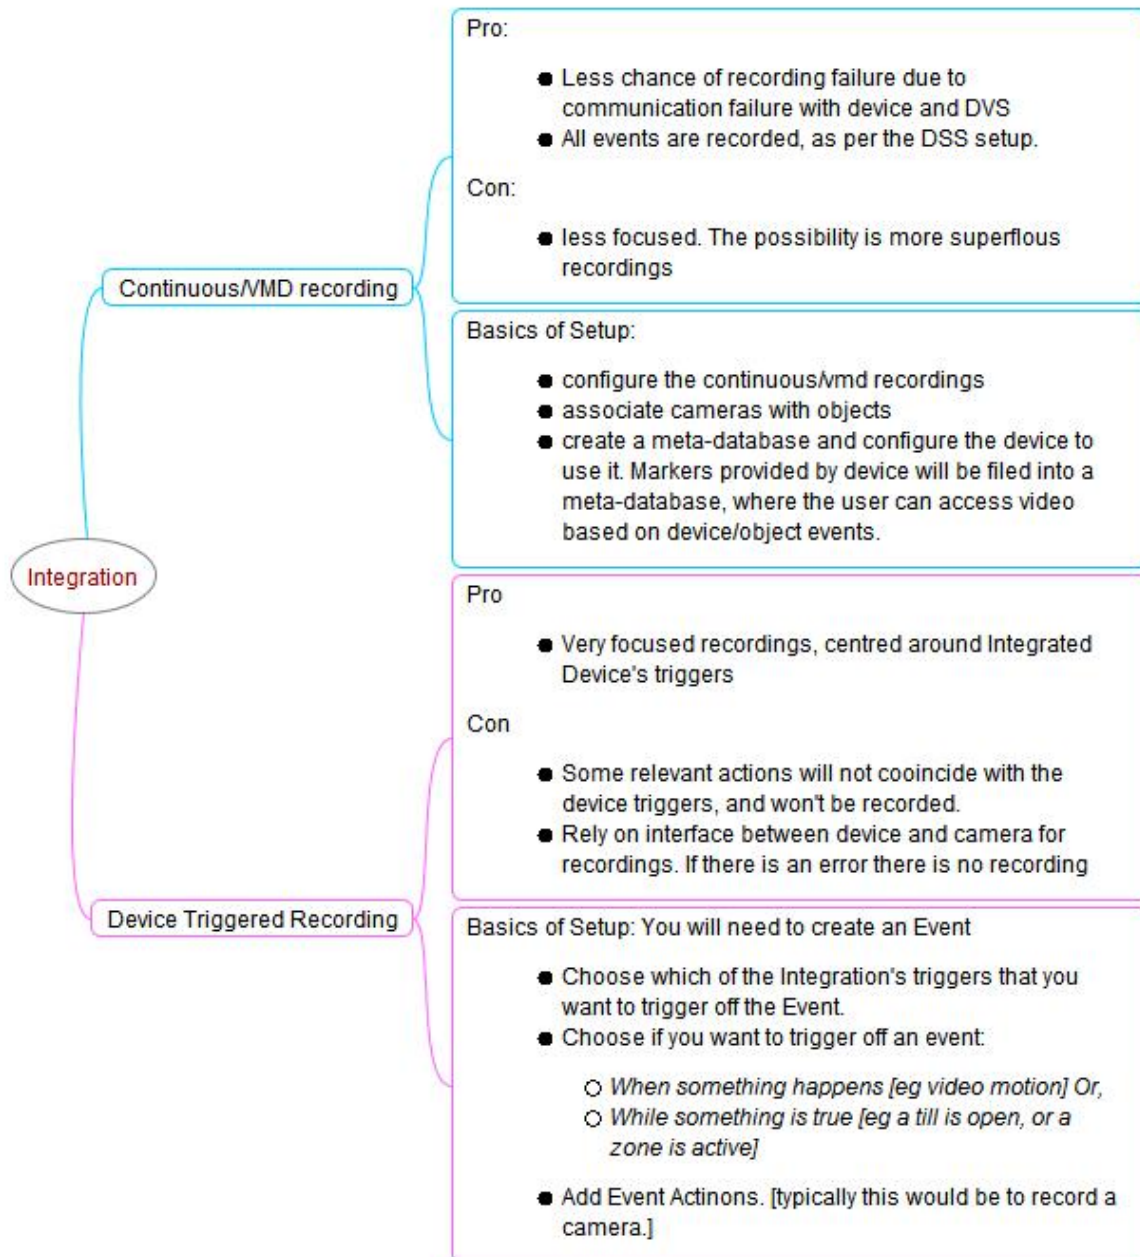 Pro:
● Less chance of recording failure due to
communication failure with device and DVS
● All events are recorded, as per the DSS setup.
Con:
● less focused. The possibility is more superflous
recordings
Continuous/VMD recording
Basics of Setup:
● configure the continuous/vmd recordings
● associate cameras with objects
● create a meta-database and configure the device to
use it. Markers provided by device will be filed into a
meta-database, where the user can access video
based on device/object events.
Integration
Pro
● Very focused recordings, centred around Integrated
Device's triggers
Con
● Some relevant actions will not cooincide with the
device triggers, and won't be recorded.
● Rely on interface between device and camera for
recordings. If there is an error there is no recording
Device Triggered Recording
Basics of Setup: You will need to create an Event
● Choose which of the Integration's triggers that you
want to trigger off the Event.
● Choose if you want to trigger off an event:
○ When something happens [eg video motion] Or,
○ While something is true [eg a till is open, or a
zone is active]
● Add Event Actinons. [typically this would be to record a
camera.]